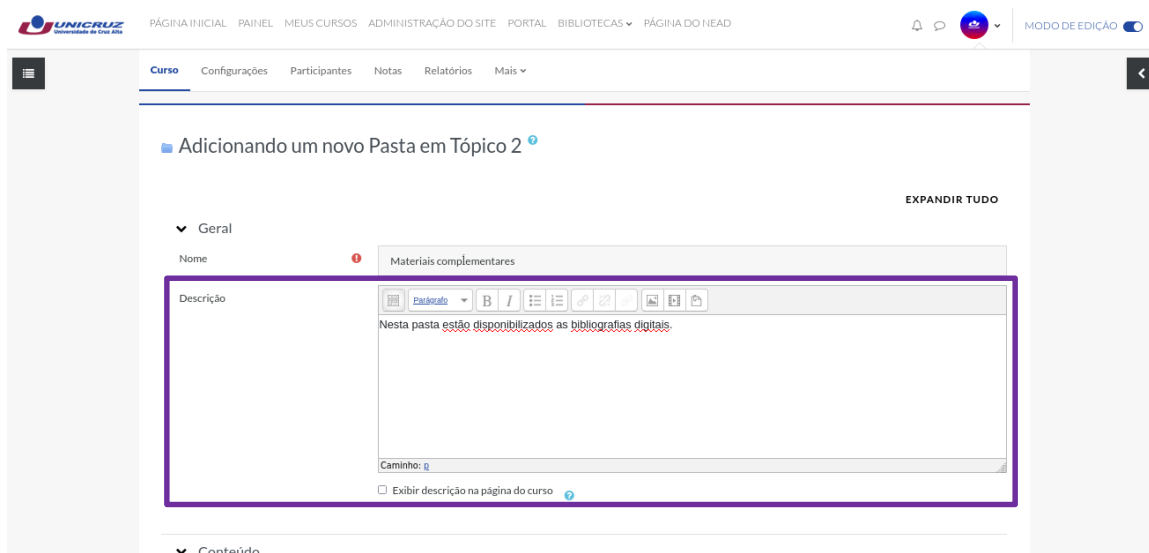 UNICRUZ
Universidade de Cruz Alta
PÁGINA INICIAL PAINEL MEUS CURSOS ADMINISTRAÇÃO DO SITE PORTAL BIBLIOTECAS PÁGINA DO NEAD
MODO DE EDIÇÃO
Curso Configurações Participantes Notas Relatórios Mais
Adicionando um novo Pasta em Tópico 2
EXPANDIR TUDO
Geral
Nome
Materiais complementares
Descrição
Parágrafo B I
Nesta pasta estão disponibilizados as bibliografias digitais.
Caminho: p
Exibir descrição na página do curso
Conteúdo